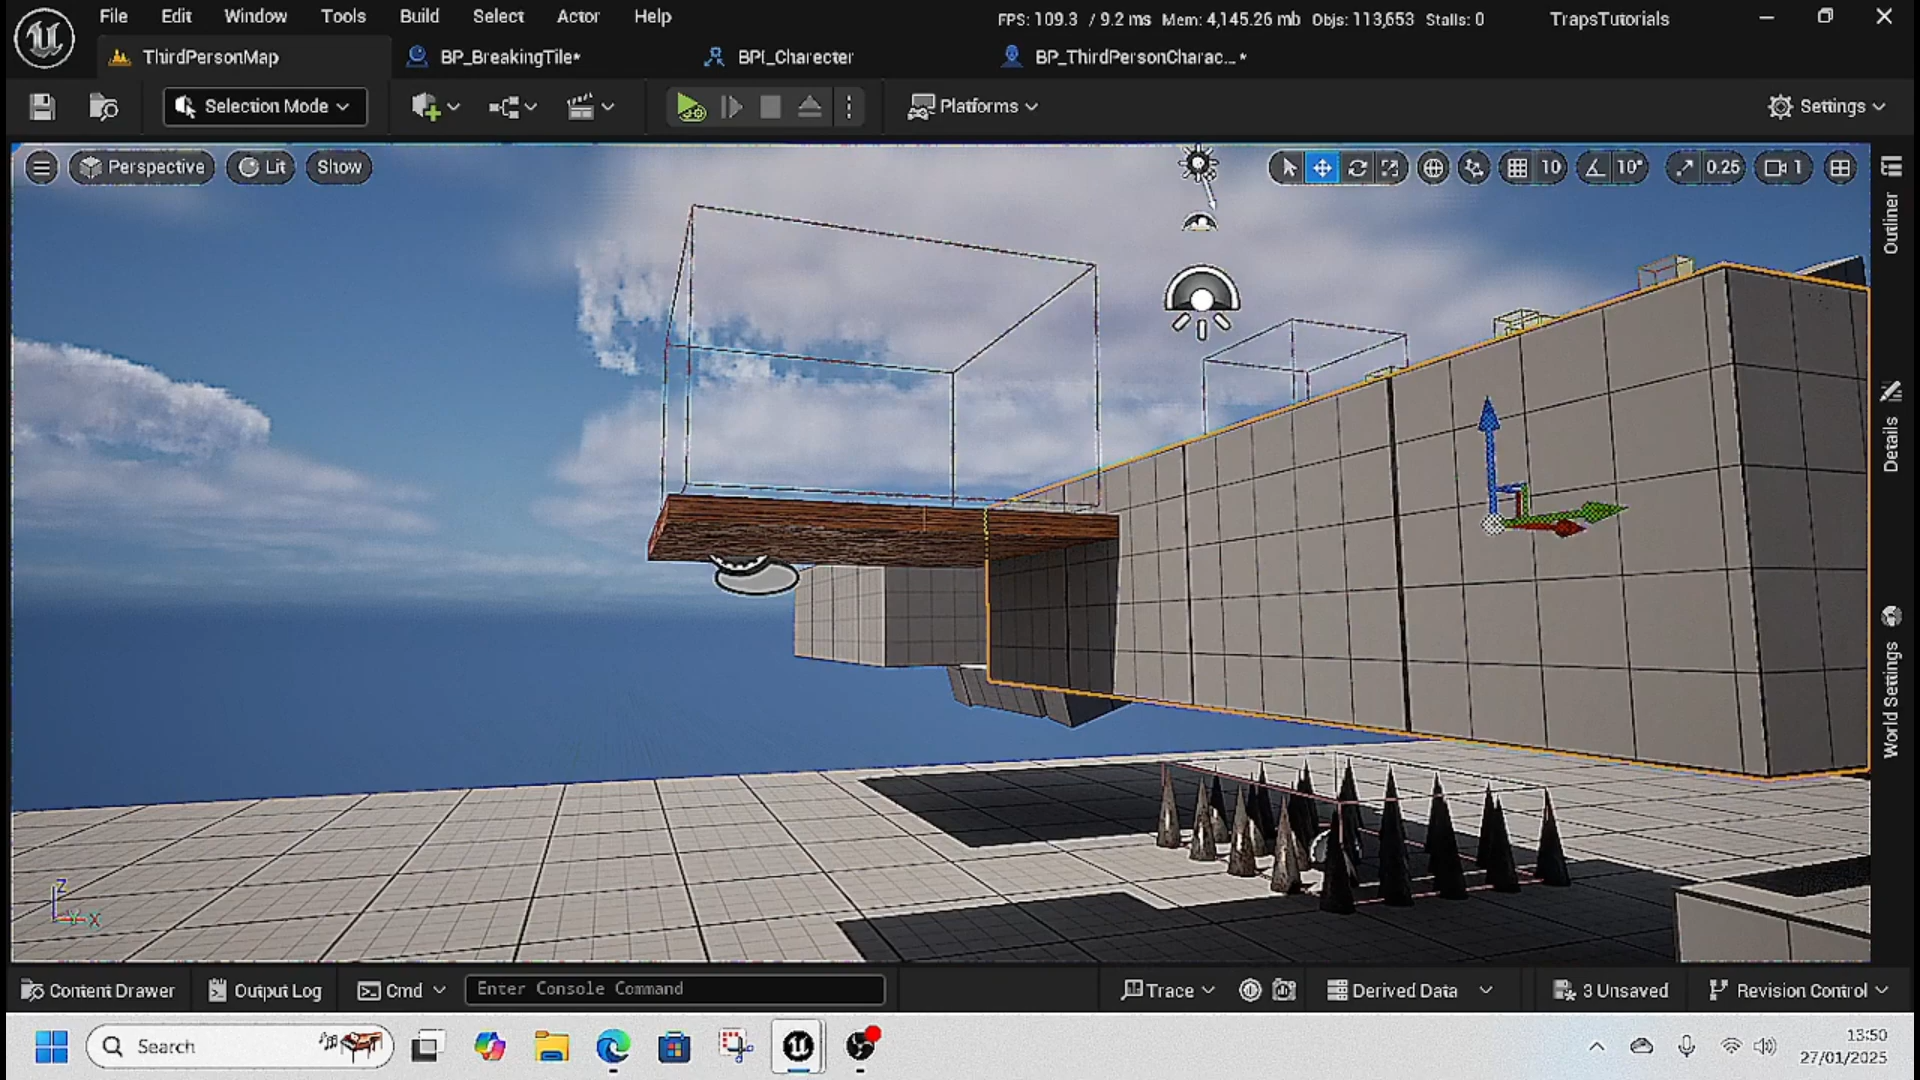 File Edit Window Tools Build Select Actor Help
FPS: 109.3 / 9.2 ms Mem: 4,145.26 mb Objs: 113,653 Stalls: 0
TrapsTutorials
ThirdPersonMap
BP_BreakingTile*
BPI_Charecter
BP_ThirdPersonCharac...*
Selection Mode
Platforms
Settings
Perspective
Lit
Show
10
10°
0.25
1
Outliner
Details
World Settings
Z
Y
X
Content Drawer
Output Log
Cmd
Enter Console Command
Trace
Derived Data
3 Unsaved
Revision Control
Search
13:50
27/01/2025